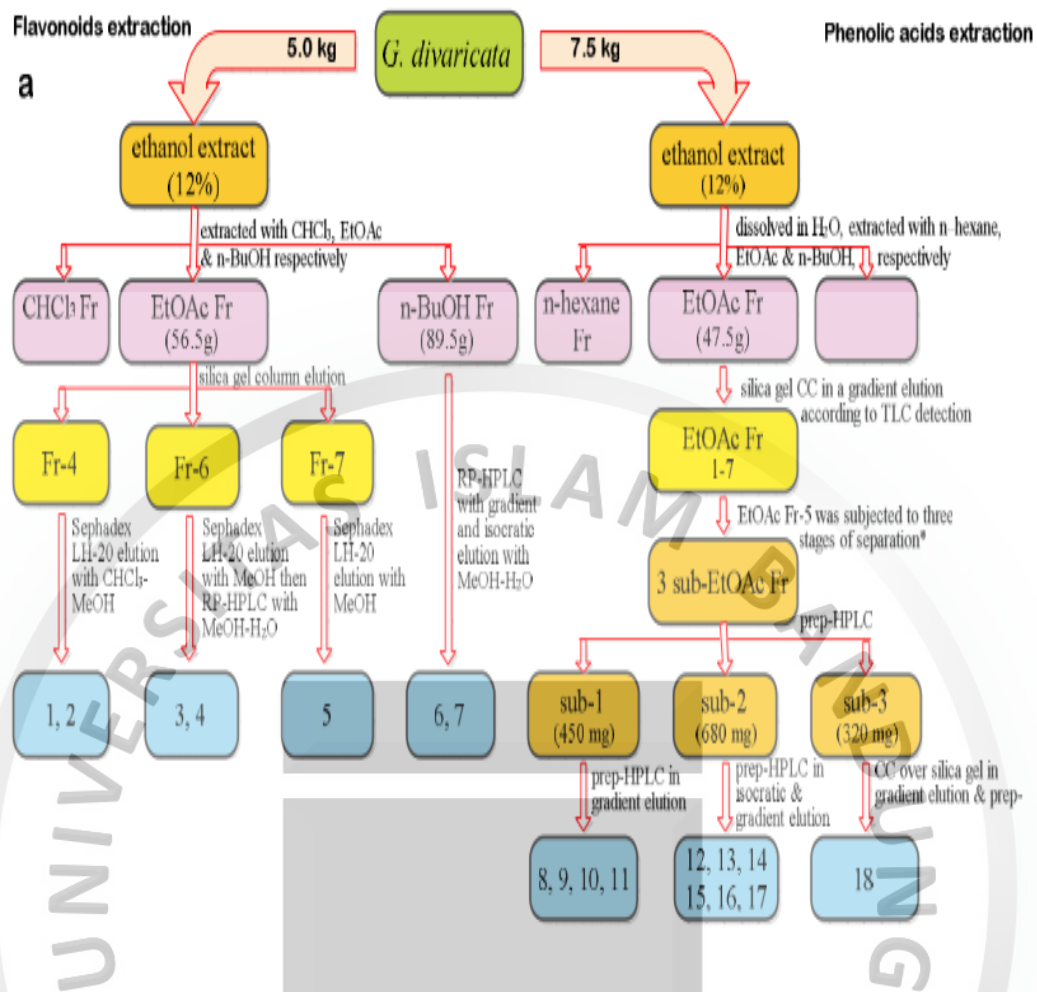 Flavonoids extraction
Phenolic acids extraction
a
5.0 kg
G. divaricata
7.5 kg
ethanol extract
(12%)
ethanol extract
(12%)
extracted with CHCl₃, EtOAc
& n-BuOH respectively
dissolved in H₂O, extracted with n-hexane,
EtOAc & n-BuOH, respectively
CHCl₃ Fr
EtOAc Fr
(56.5g)
n-BuOH Fr
(89.5g)
n-hexane
Fr
EtOAc Fr
(47.5g)
silica gel column elution
silica gel CC in a gradient elution
according to TLC detection
Fr-4
Fr-6
Fr-7
EtOAc Fr
1-7
Sephadex
LH-20 elution
with CHCl₃-
MeOH
Sephadex
LH-20 elution
with MeOH then
RP-HPLC with
MeOH-H₂O
Sephadex
LH-20
elution with
MeOH
RP-HPLC
with gradient
and isocratic
elution with
MeOH-H₂O
EtOAc Fr-5 was subjected to three
stages of separation*
3 sub-EtOAc Fr
prep-HPLC
1, 2
3, 4
5
6, 7
sub-1
(450 mg)
sub-2
(680 mg)
sub-3
(320 mg)
prep-HPLC in
gradient elution
prep-HPLC in
isocratic &
gradient elution
CC over silica gel in
gradient elution & prep-
8, 9, 10, 11
12, 13, 14
15, 16, 17
18
UNIVERSITAS ISLAM BANDUNG